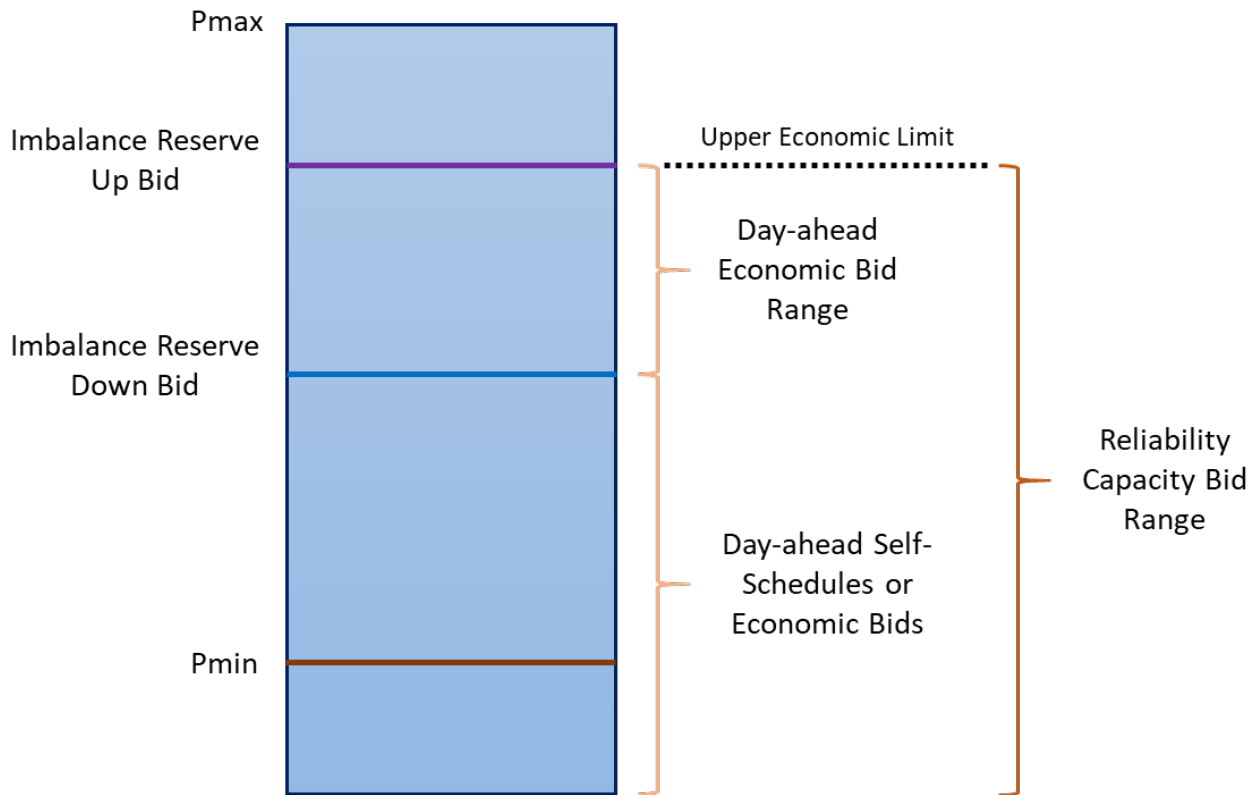 Pmax
Imbalance Reserve
Up Bid
Upper Economic Limit
Day-ahead
Economic Bid
Range
Imbalance Reserve
Down Bid
Reliability
Capacity Bid
Range
Day-ahead Self-
Schedules or
Economic Bids
Pmin